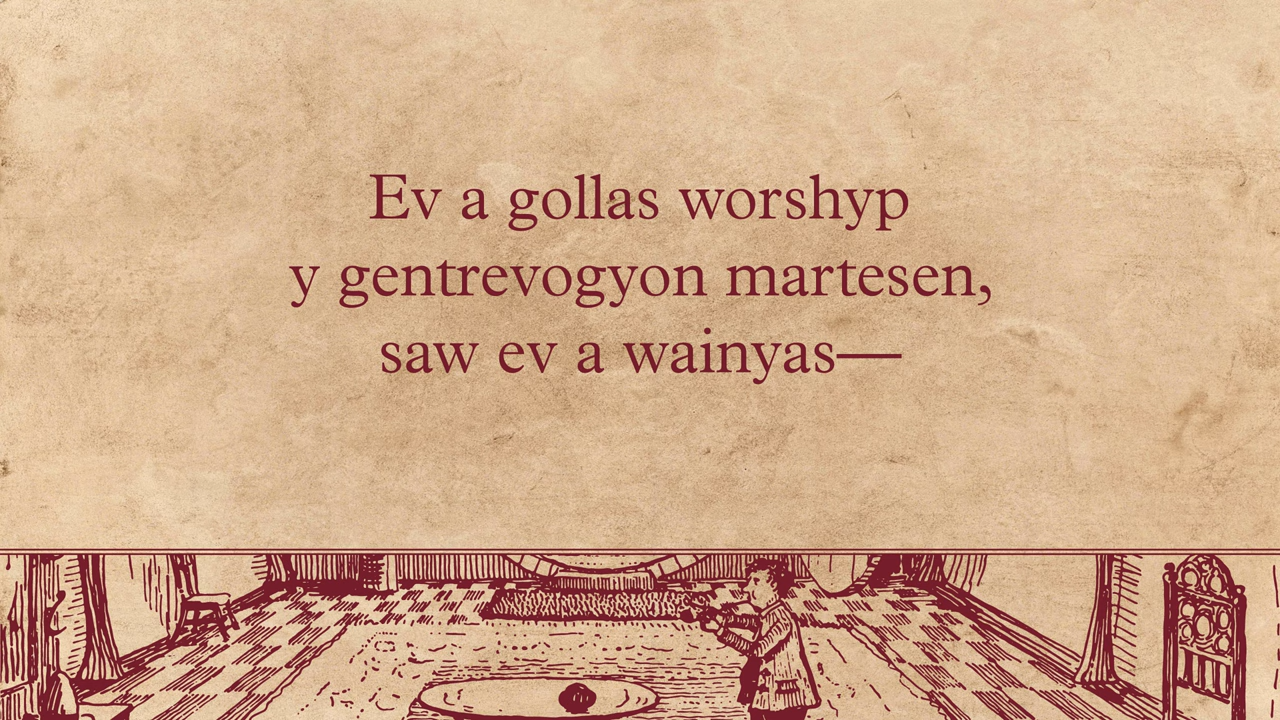 Ev a gollas worshyp
y gentrevogyon martesen,
saw ev a wainyas—